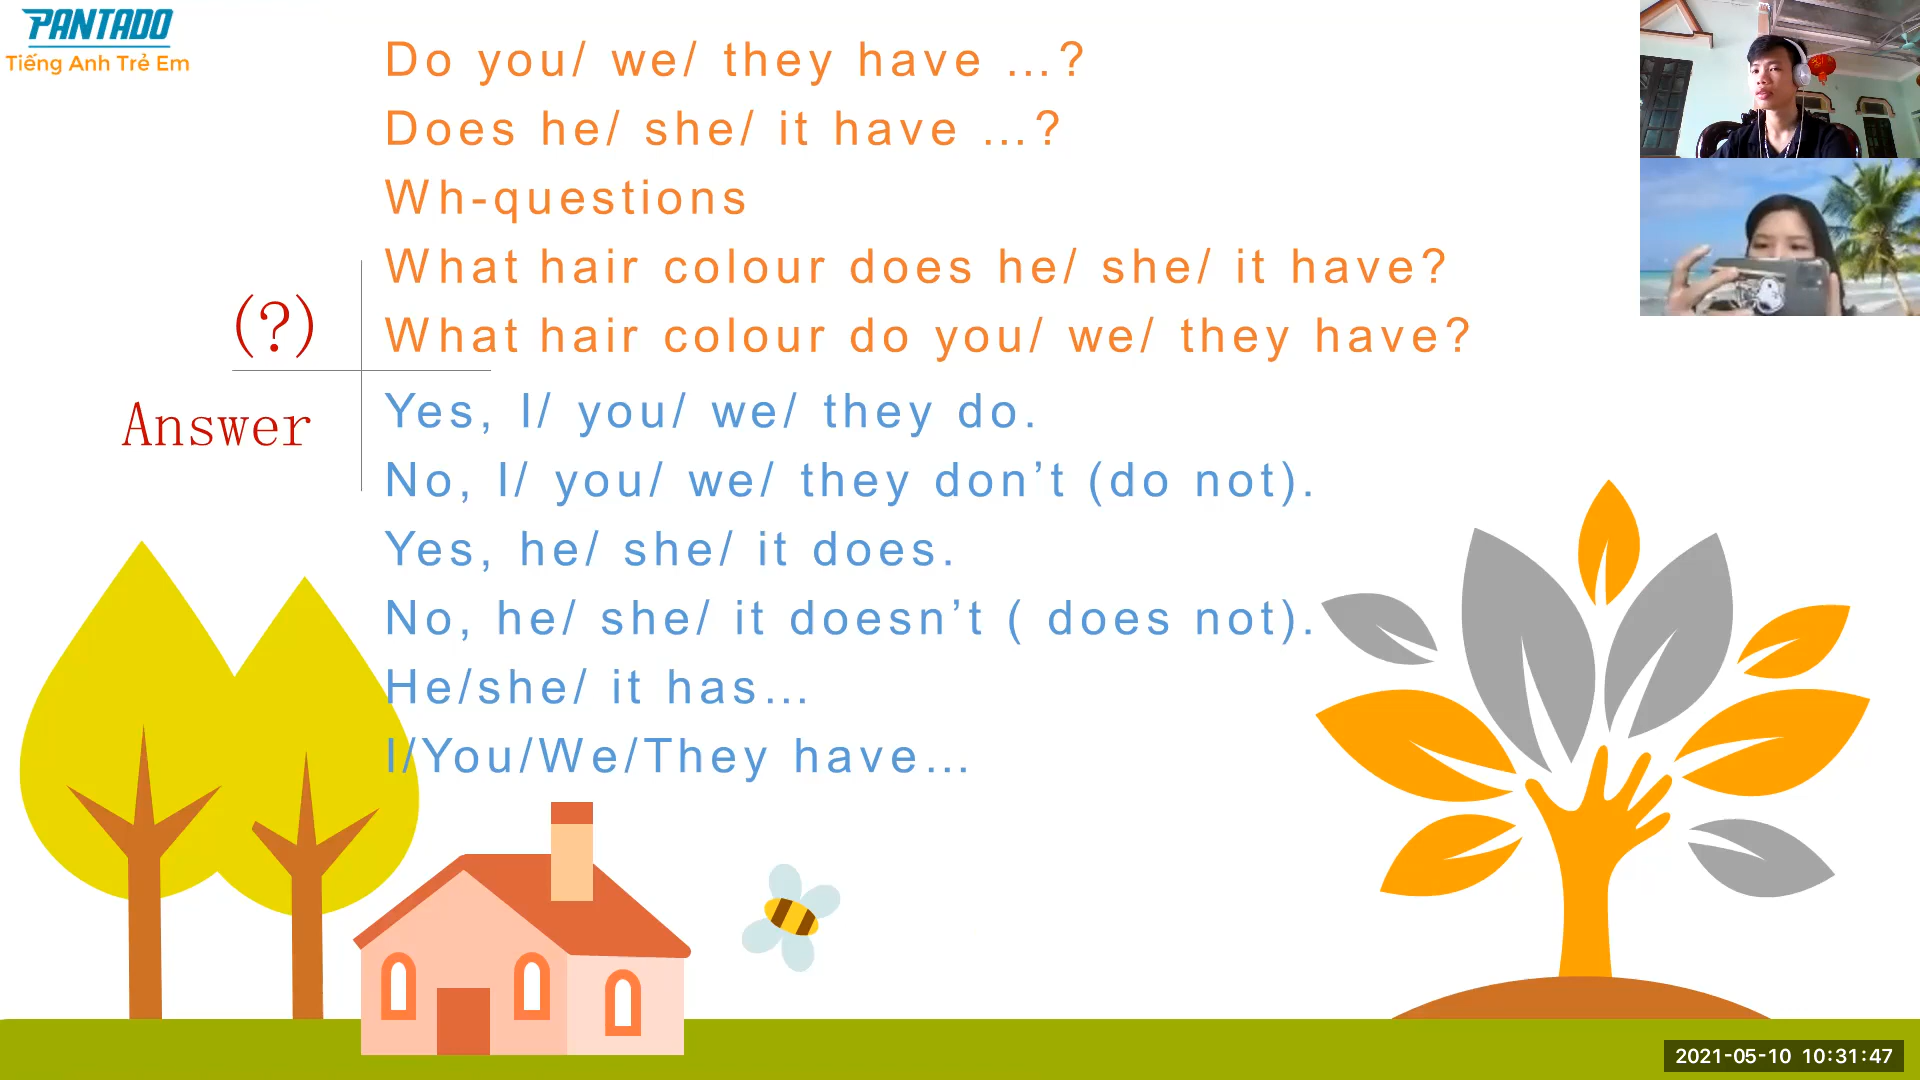 PANTADO
Tiếng Anh Trẻ Em
Do you/ we/ they have ...?
Does he/ she/ it have ...?
Wh-questions
What hair colour does he/ she/ it have?
What hair colour do you/ we/ they have?
(?)
Answer
Yes, I/ you/ we/ they do.
No, I/ you/ we/ they don’t (do not).
Yes, he/ she/ it does.
No, he/ she/ it doesn’t ( does not).
He/she/ it has...
I/You/We/They have...
2021-05-10 10:31:47